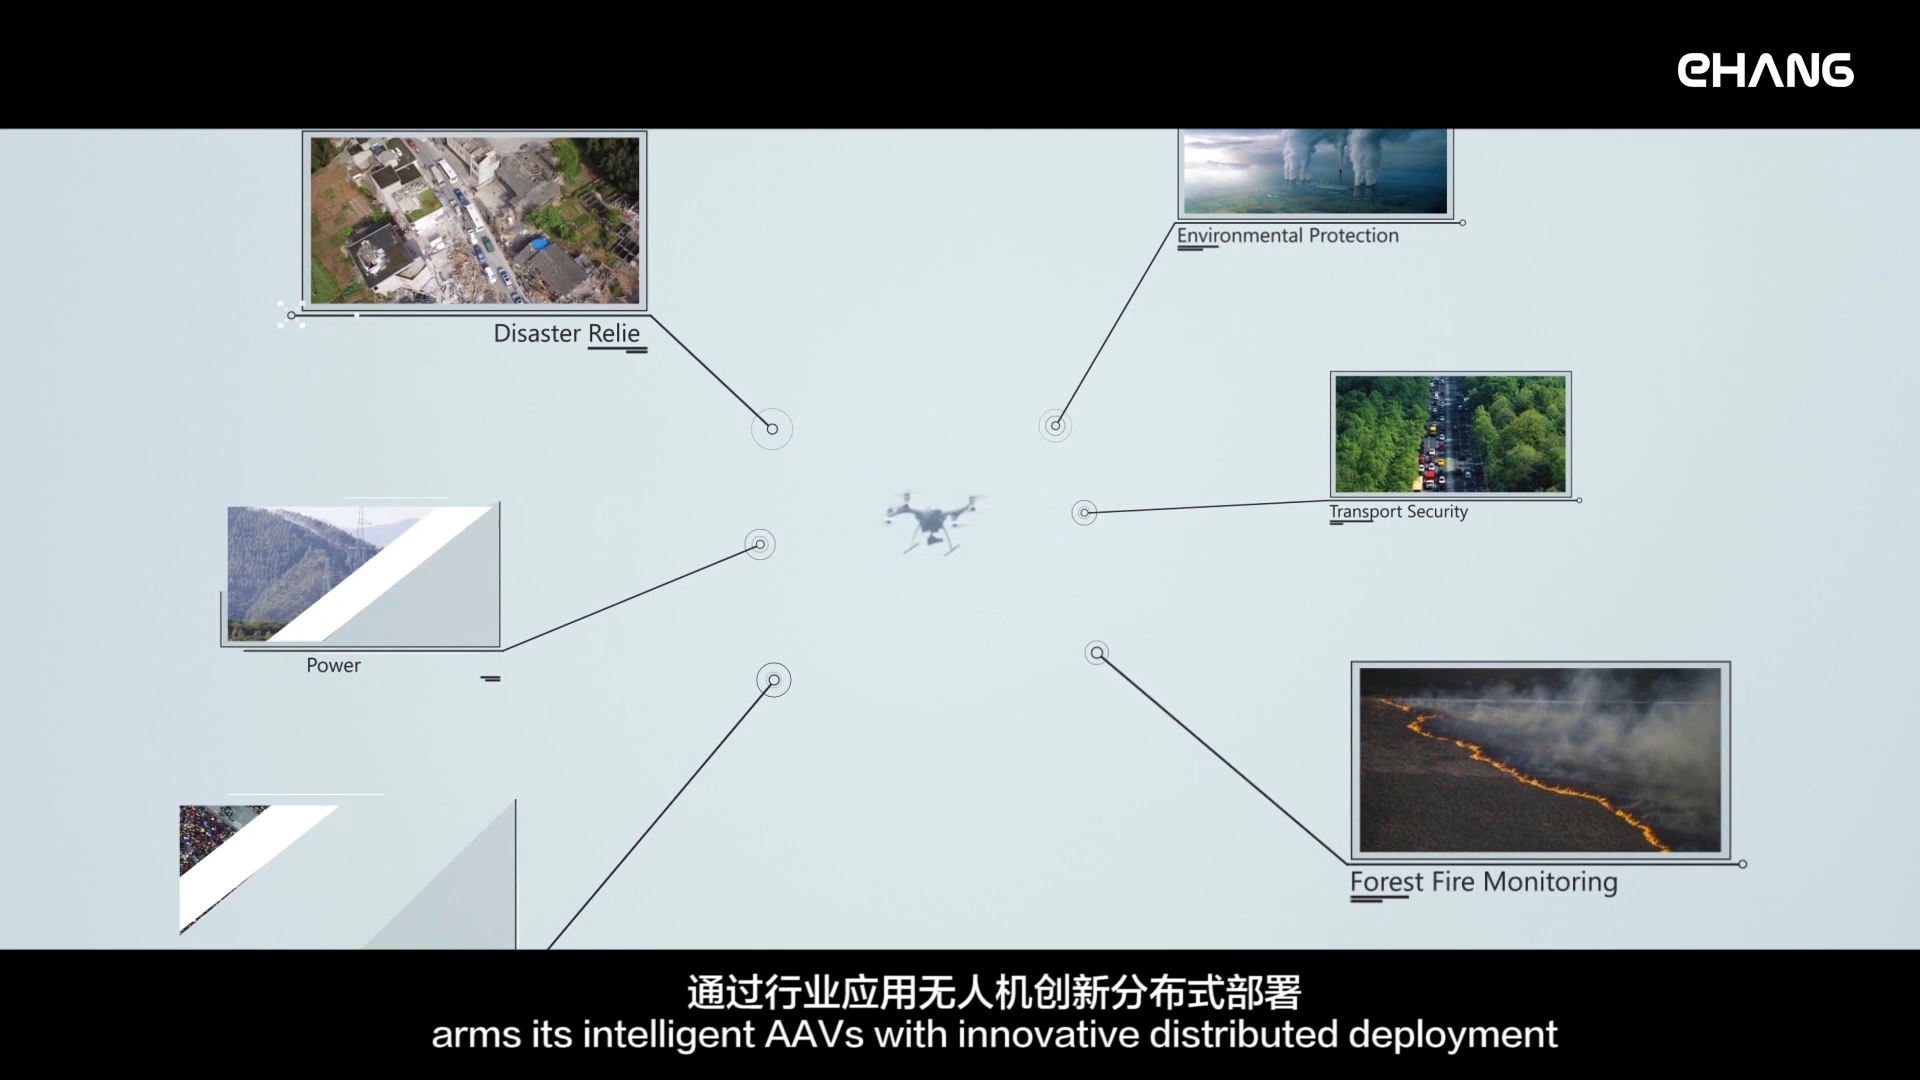 eHANG
Disaster Relie
Environmental Protection
Transport Security
Power
Forest Fire Monitoring
通过行业应用无人机创新分布式部署
arms its intelligent AAVs with innovative distributed deployment